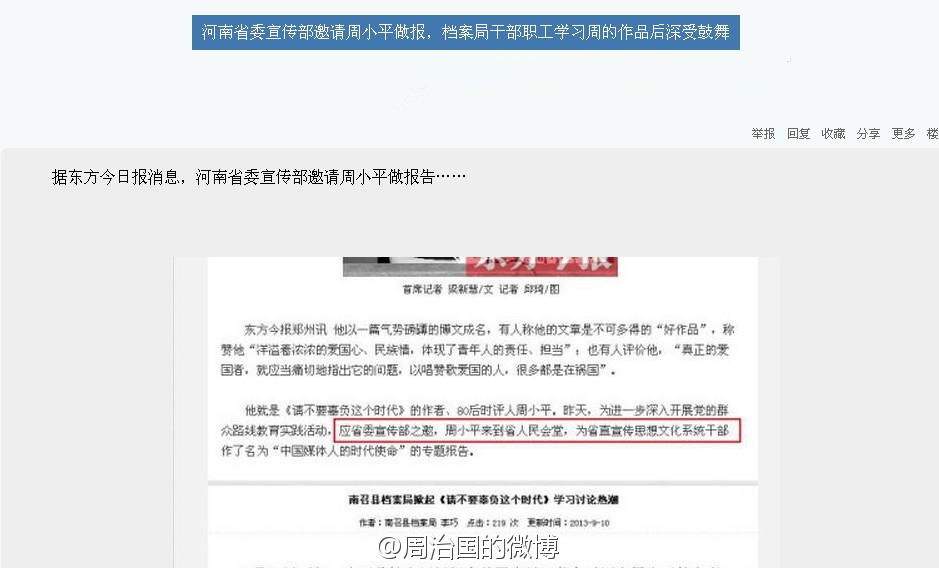 河南省委宣传部邀请周小平做报，档案局干部职工学习周的作品后深受鼓舞
举报 回复 收藏 分享 更多 楼
据东方今日报消息，河南省委宣传部邀请周小平做报告……
首席记者 梁新慧/文 记者 邱琦/图
东方今报郑州讯 他以一篇气势磅礴的博文成名，有人称他的文章是不可多得的“好作品”，称
赞他“洋溢着浓浓的爱国心、民族情，体现了青年人的责任、担当”；也有人评价他，“真正的爱
国者，就应当痛切地指出它的问题，以唱赞歌爱国的人，很多都是在祸国”。
他就是《请不要辜负这个时代》的作者、80后时评人周小平。昨天，为进一步深入开展党的群
众路线教育实践活动，应省委宣传部之邀，周小平来到省人民会堂，为省直宣传思想文化系统干部
作了名为“中国媒体人的时代使命”的专题报告。
南召县档案局掀起《请不要辜负这个时代》学习讨论热潮
作者：南召县档案局 李巧 点击：219 次 更新时间：2013-9-10
@周治国的微博